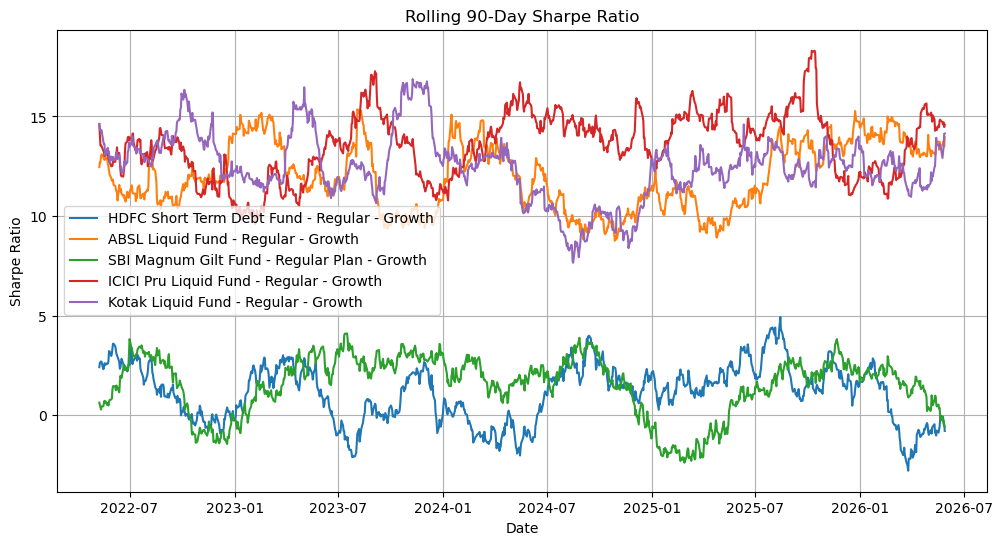 Rolling 90-Day Sharpe Ratio
Sharpe Ratio
15
10
5
0
HDFC Short Term Debt Fund - Regular - Growth
ABSL Liquid Fund - Regular - Growth
SBI Magnum Gilt Fund - Regular Plan - Growth
ICICI Pru Liquid Fund - Regular - Growth
Kotak Liquid Fund - Regular - Growth
2022-07 2023-01 2023-07 2024-01 2024-07 2025-01 2025-07 2026-01 2026-07
Date